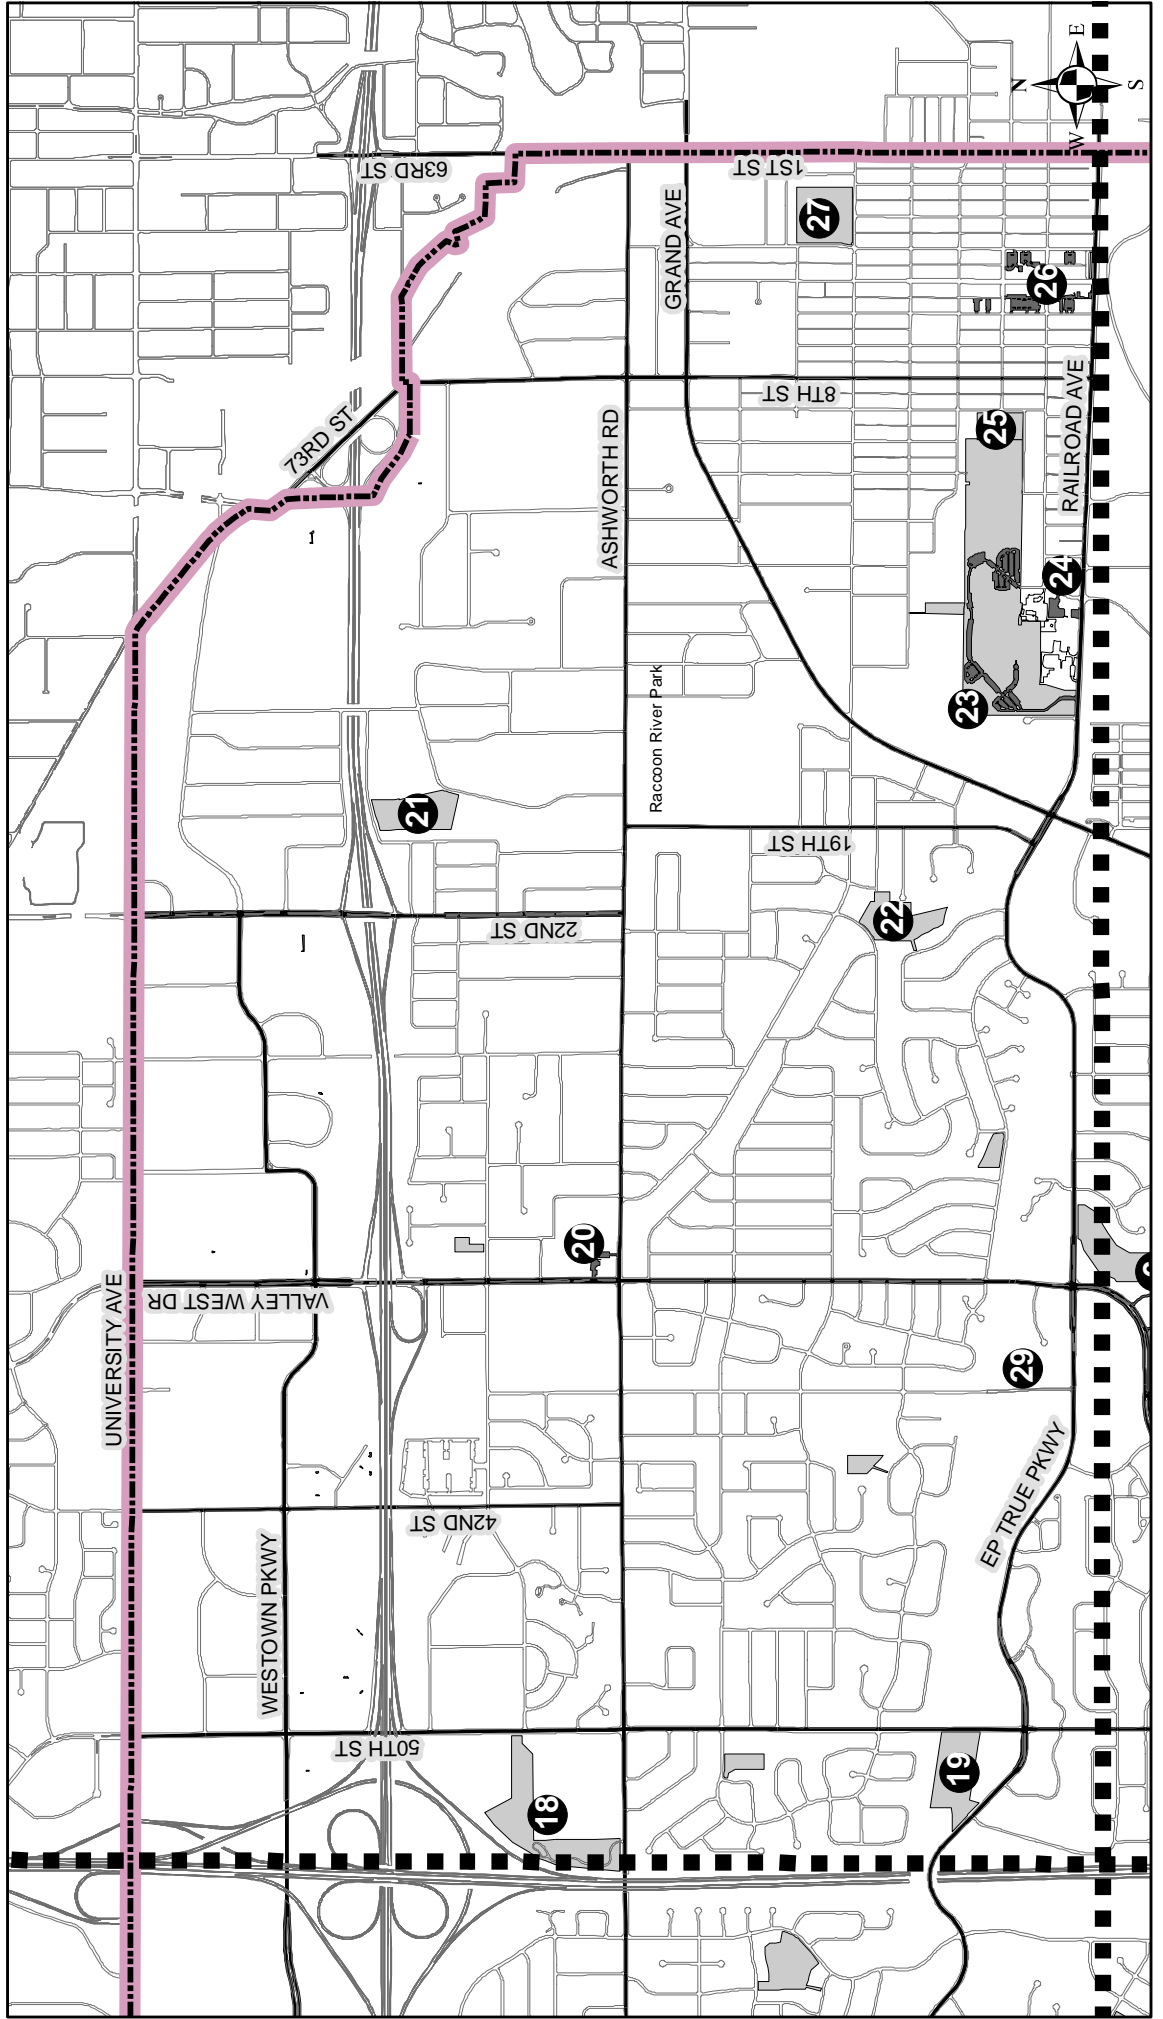 N
E
W
S
63RD ST
1ST ST
27
GRAND AVE
26
73RD ST
8TH ST
RAILROAD AVE
25
ASHWORTH RD
24
23
Raccoon River Park
21
19TH ST
22
22ND ST
20
UNIVERSITY AVE
VALLEY WEST DR
29
EP TRUE PKWY
42ND ST
WESTOWN PKWY
50TH ST
18
19